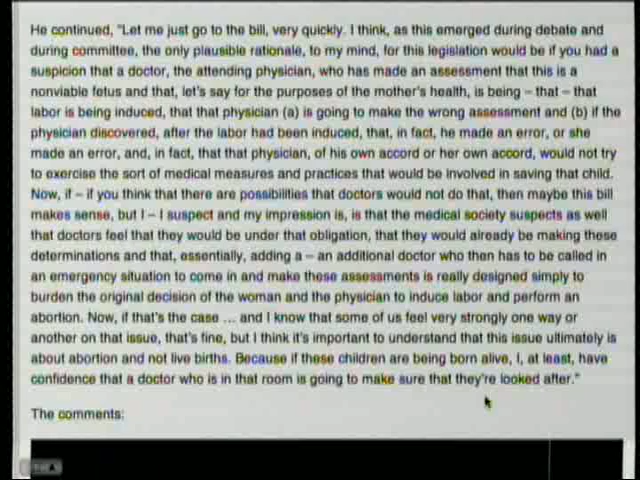 He continued, "Let me just go to the bill, very quickly. I think, as this emerged during debate and
during committee, the only plausible rationale, to my mind, for this legislation would be if you had a
suspicion that a doctor, the attending physician, who has made an assessment that this is a
nonviable fetus and that, let's say for the purposes of the mother's health, is being – that – that
labor is being induced, that that physician (a) is going to make the wrong assessment and (b) if the
physician discovered, after the labor had been induced, that, in fact, he made an error, or she
made an error, and, in fact, that that physician, of his own accord or her own accord, would not try
to exercise the sort of medical measures and practices that would be involved in saving that child.
Now, if – if you think that there are possibilities that doctors would not do that, then maybe this bill
makes sense, but I – I suspect and my impression is, is that the medical society suspects as well
that doctors feel that they would be under that obligation, that they would already be making these
determinations and that, essentially, adding a – an additional doctor who then has to be called in
an emergency situation to come in and make these assessments is really designed simply to
burden the original decision of the woman and the physician to induce labor and perform an
abortion. Now, if that's the case ... and I know that some of us feel very strongly one way or
another on that issue, that's fine, but I think it's important to understand that this issue ultimately is
about abortion and not live births. Because if these children are being born alive, I, at least, have
confidence that a doctor who is in that room is going to make sure that they're looked after."
The comments: